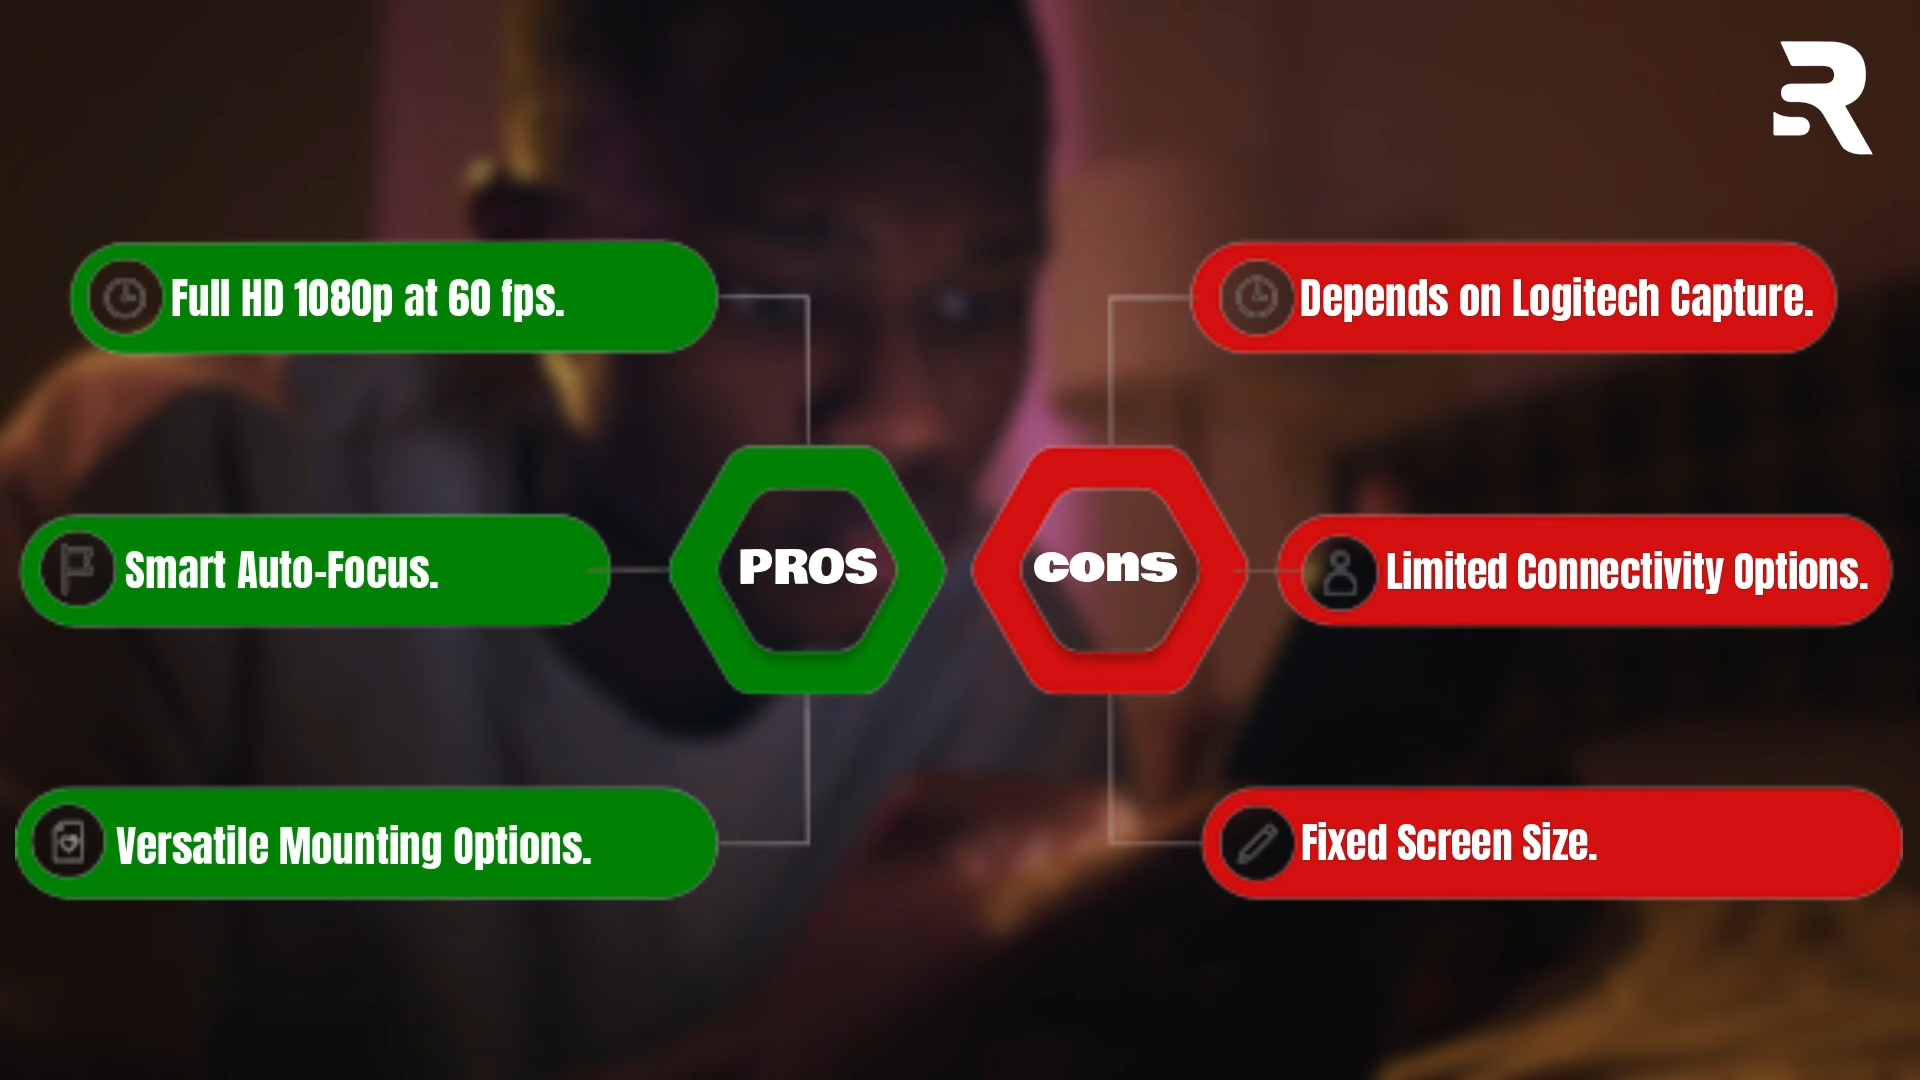 Full HD 1080p at 60 fps.
Smart Auto-Focus.
Versatile Mounting Options.
PROS
cons
Depends on Logitech Capture.
Limited Connectivity Options.
Fixed Screen Size.
R